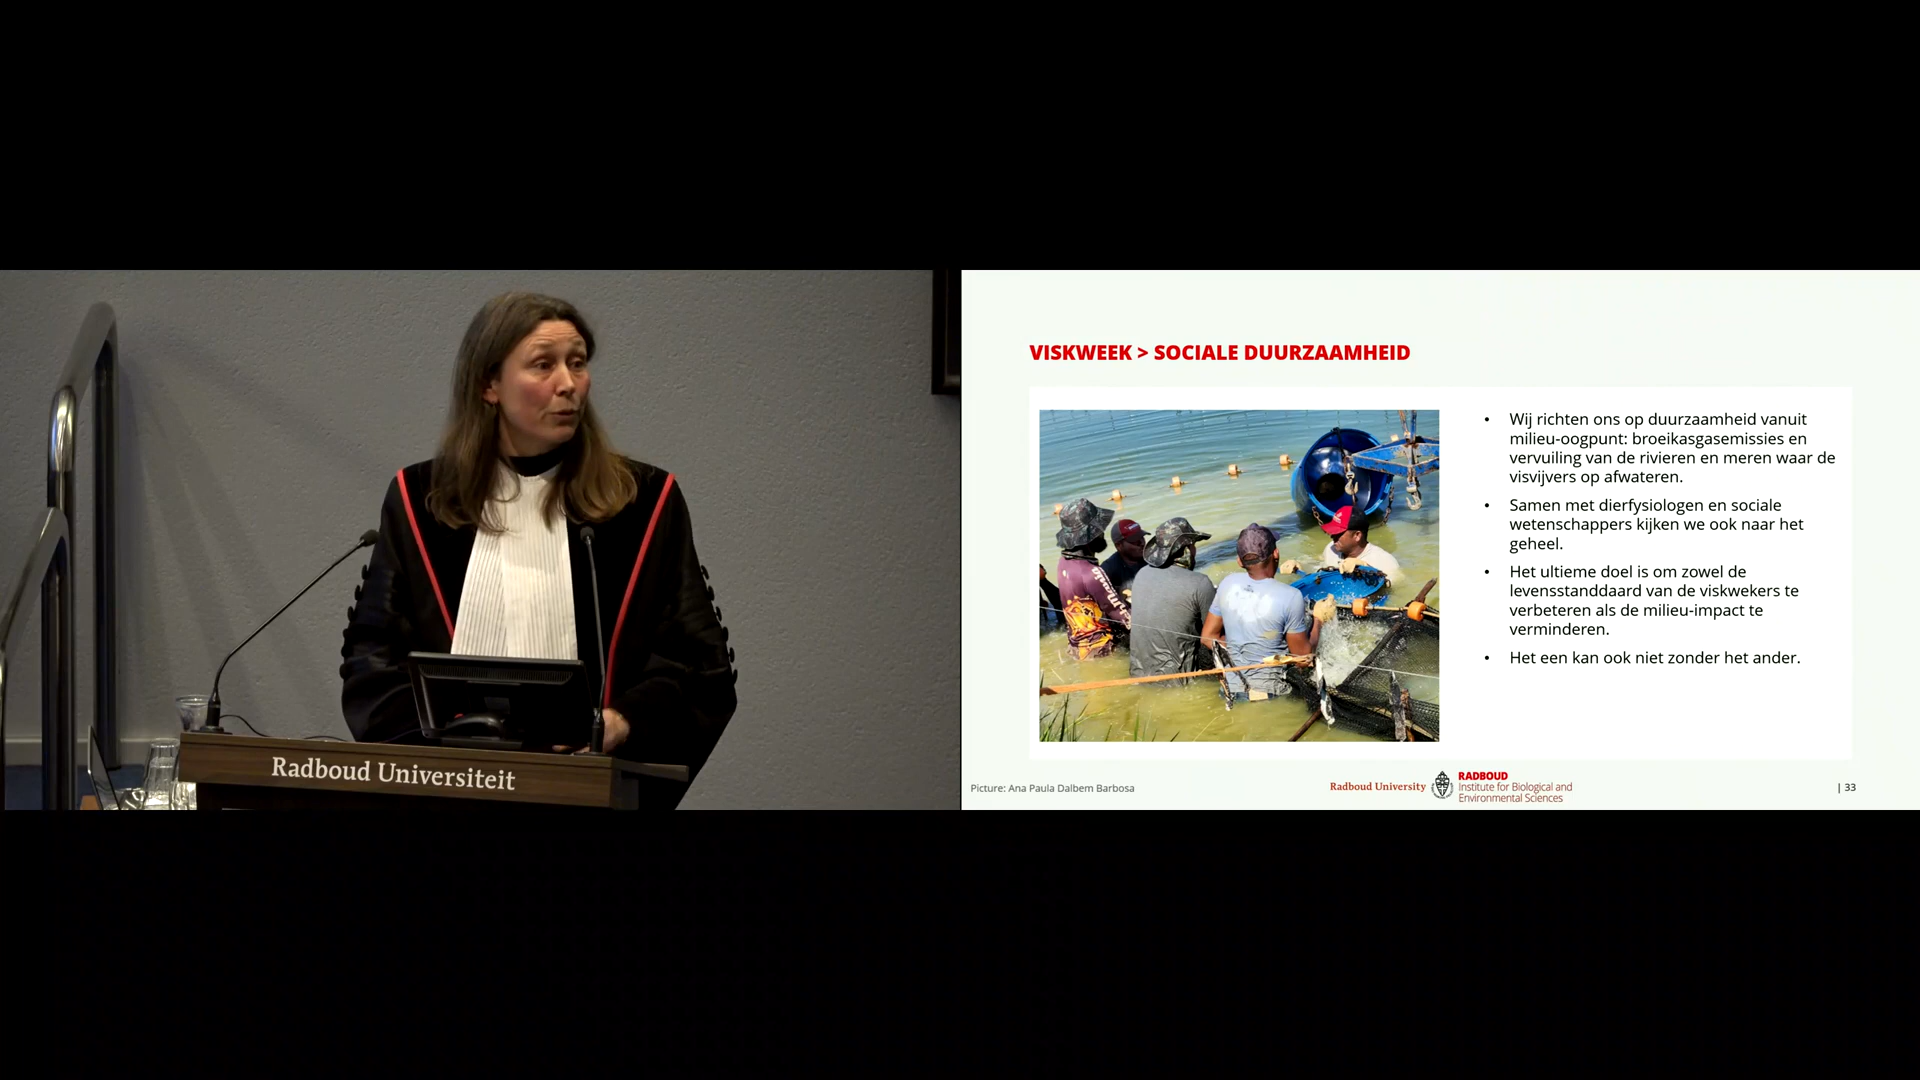 Radboud Universiteit
VISKWEEK > SOCIALE DUURZAAMHEID
• Wij richten ons op duurzaamheid vanuit
milieu-oogpunt: broeikasgasemissies en
vervuiling van de rivieren en meren waar de
visvijvers op afwateren.
• Samen met dierfysiologen en sociale
wetenschappers kijken we ook naar het
geheel.
• Het ultieme doel is om zowel de
levensstanddaard van de viskwekers te
verbeteren als de milieu-impact te
verminderen.
• Het een kan ook niet zonder het ander.
Picture: Ana Paula Dalbem Barbosa
Radboud University
RADBOUD
Institute for Biological and
Environmental Sciences
| 33